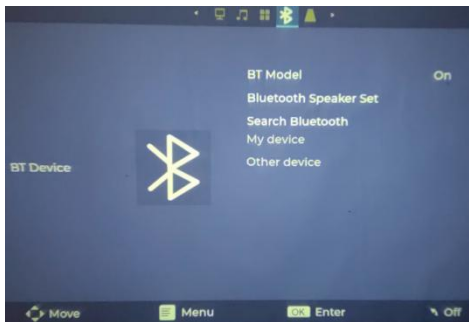 BT Model On
Bluetooth Speaker Set
Search Bluetooth
My device
Other device
BT Device
Move Menu OK Enter Off